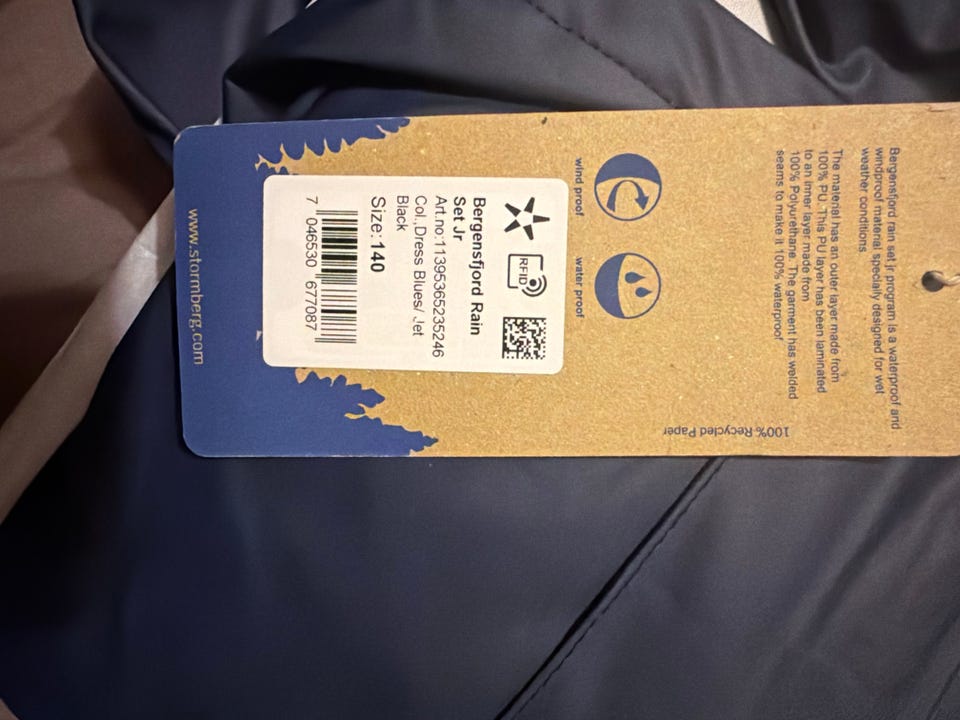 Bergensfjord rain set jr program is a waterproof and
windproof material specially designed for wet
weather conditions
The material has an outer layer made from
100% PU. This PU layer has been laminated
to an inner layer made from
100% Polyurethane. The garment has welded
seams to make it 100% waterproof
100% Recycled Paper
wind proof
water proof
RFID
Bergensfjord Rain
Set Jr
Art.no:11395365235246
Col.,Dress Blues/ Jet
Black
Size:140
7 046530 677087
www.stormberg.com